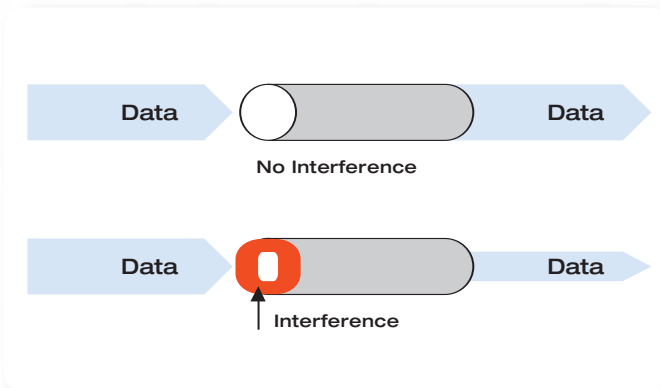 Data
Data
No Interference
Data
Data
Interference